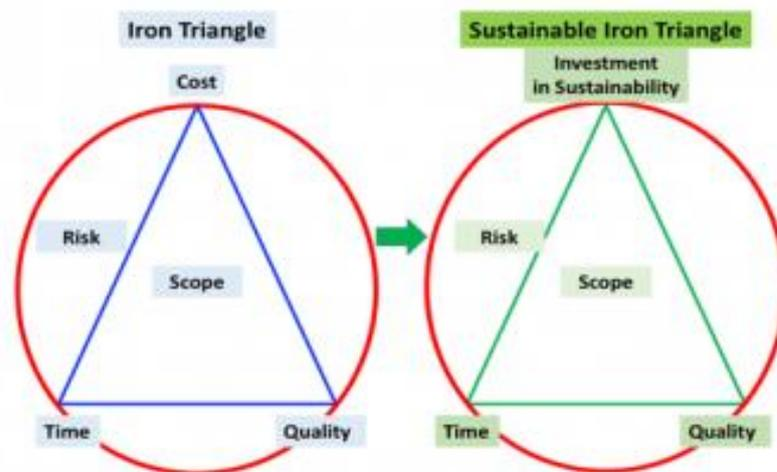 Iron Triangle
Cost
Risk
Scope
Time
Quality
Sustainable Iron Triangle
Investment
in Sustainability
Risk
Scope
Time
Quality